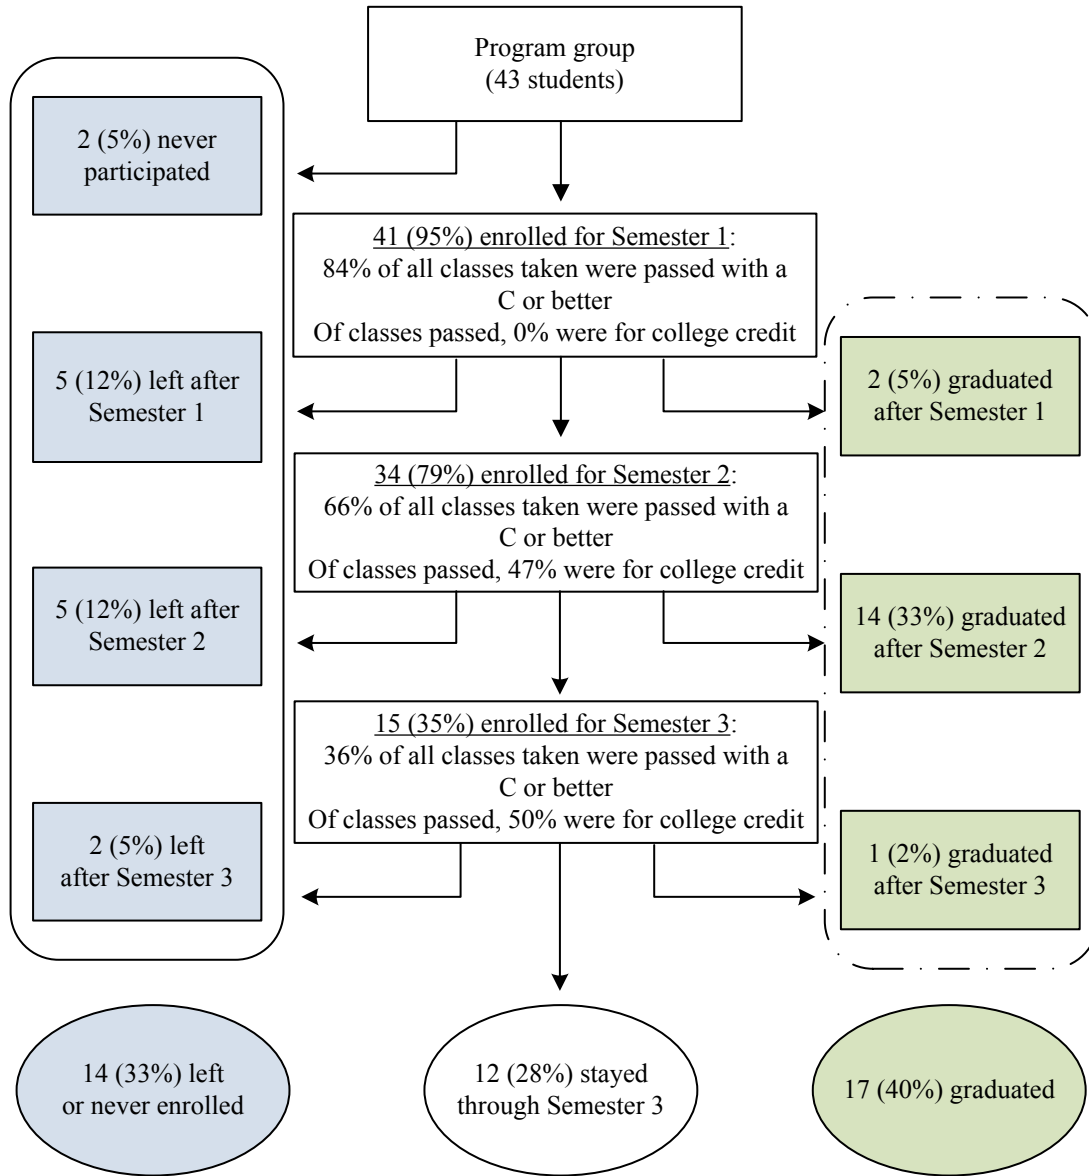 Program group
(43 students)
2 (5%) never
participated
41 (95%) enrolled for Semester 1:
84% of all classes taken were passed with a
C or better
Of classes passed, 0% were for college credit
5 (12%) left after
Semester 1
2 (5%) graduated
after Semester 1
34 (79%) enrolled for Semester 2:
66% of all classes taken were passed with a
C or better
Of classes passed, 47% were for college credit
5 (12%) left after
Semester 2
14 (33%) graduated
after Semester 2
15 (35%) enrolled for Semester 3:
36% of all classes taken were passed with a
C or better
Of classes passed, 50% were for college credit
2 (5%) left
after Semester 3
1 (2%) graduated
after Semester 3
14 (33%) left
or never enrolled
12 (28%) stayed
through Semester 3
17 (40%) graduated